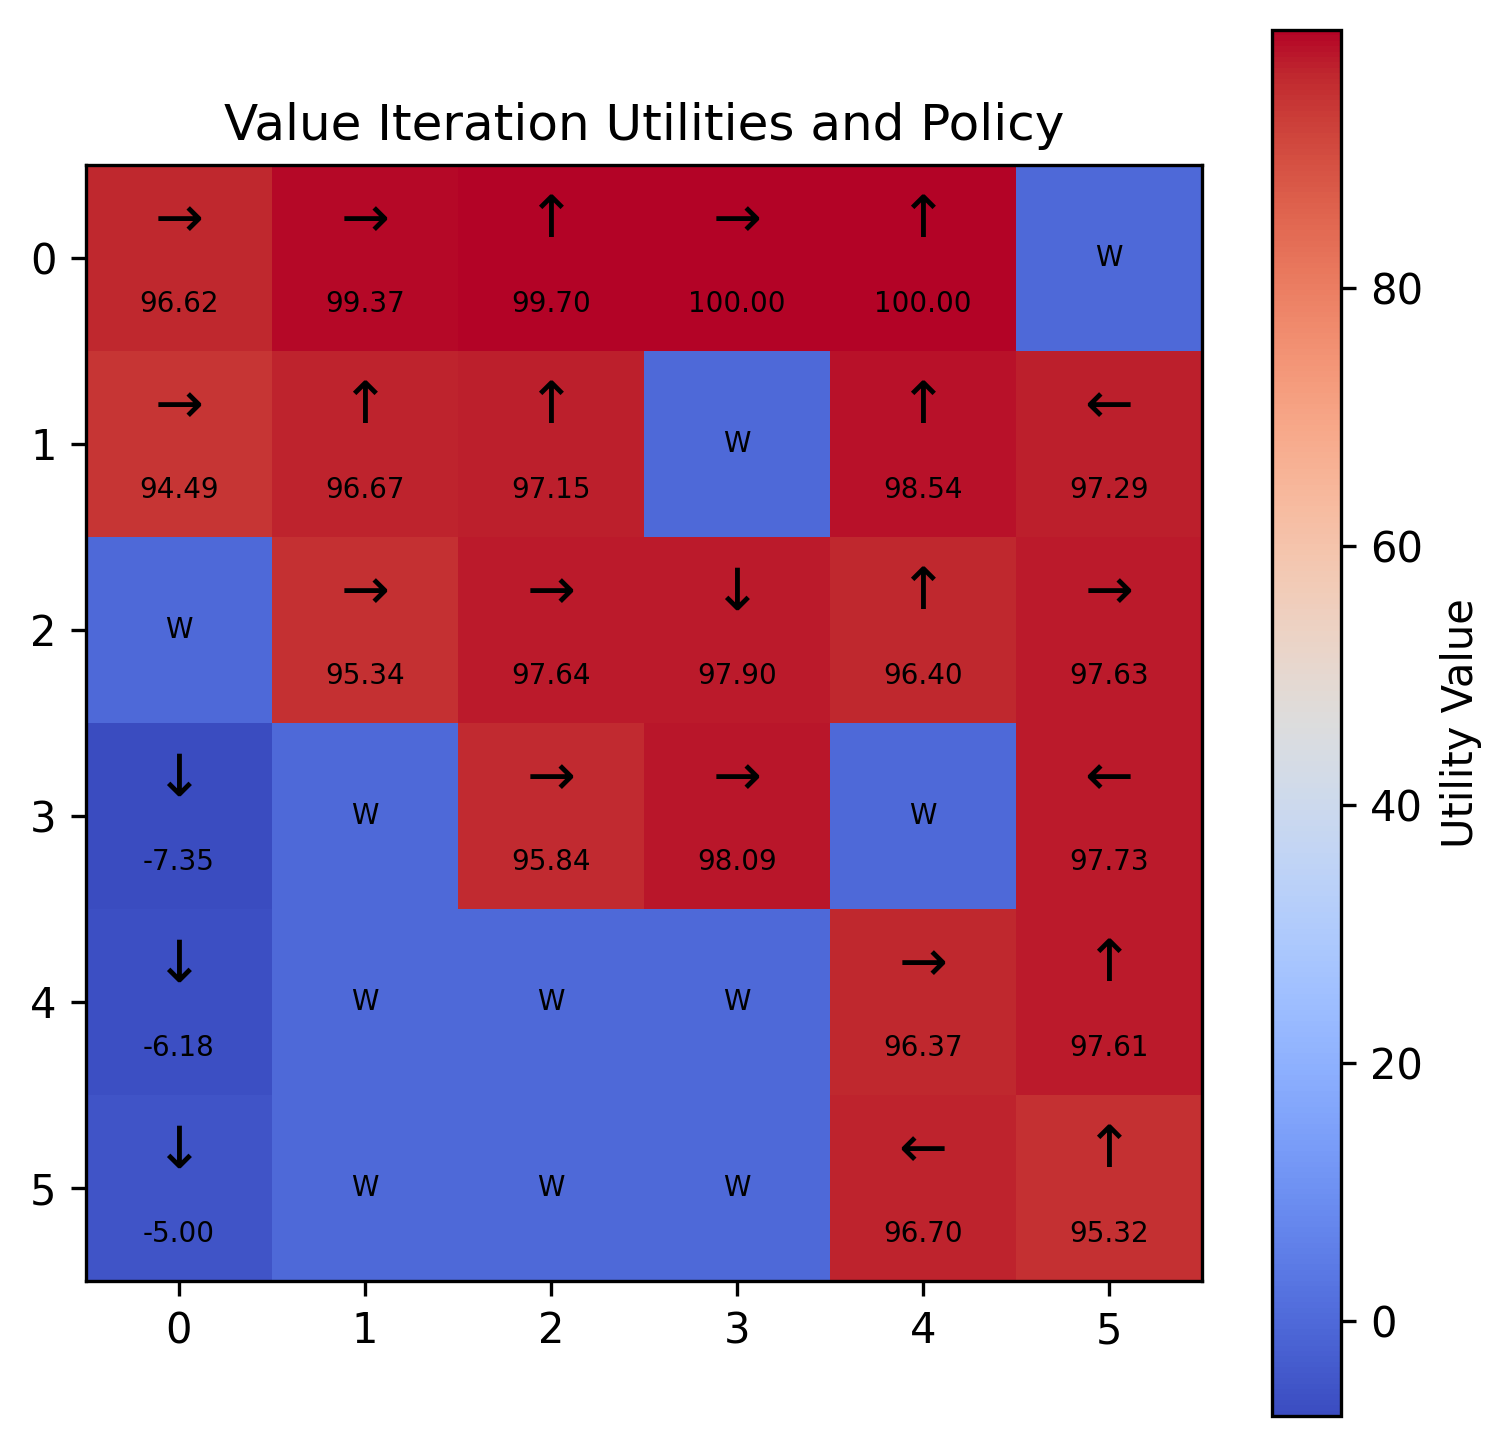 Value Iteration Utilities and Policy
0
→ → ↑ → ↑ W
96.62 99.37 99.70 100.00 100.00
1
→ ↑ ↑ W ↑ ←
94.49 96.67 97.15 98.54 97.29
2
W → → ↓ ↑ →
95.34 97.64 97.90 96.40 97.63
3
↓ W → → W ←
-7.35 95.84 98.09 97.73
4
↓ W W W → ↑
-6.18 96.37 97.61
5
↓ W W W ← ↑
-5.00 96.70 95.32
0 1 2 3 4 5
80
60
40
20
0
Utility Value